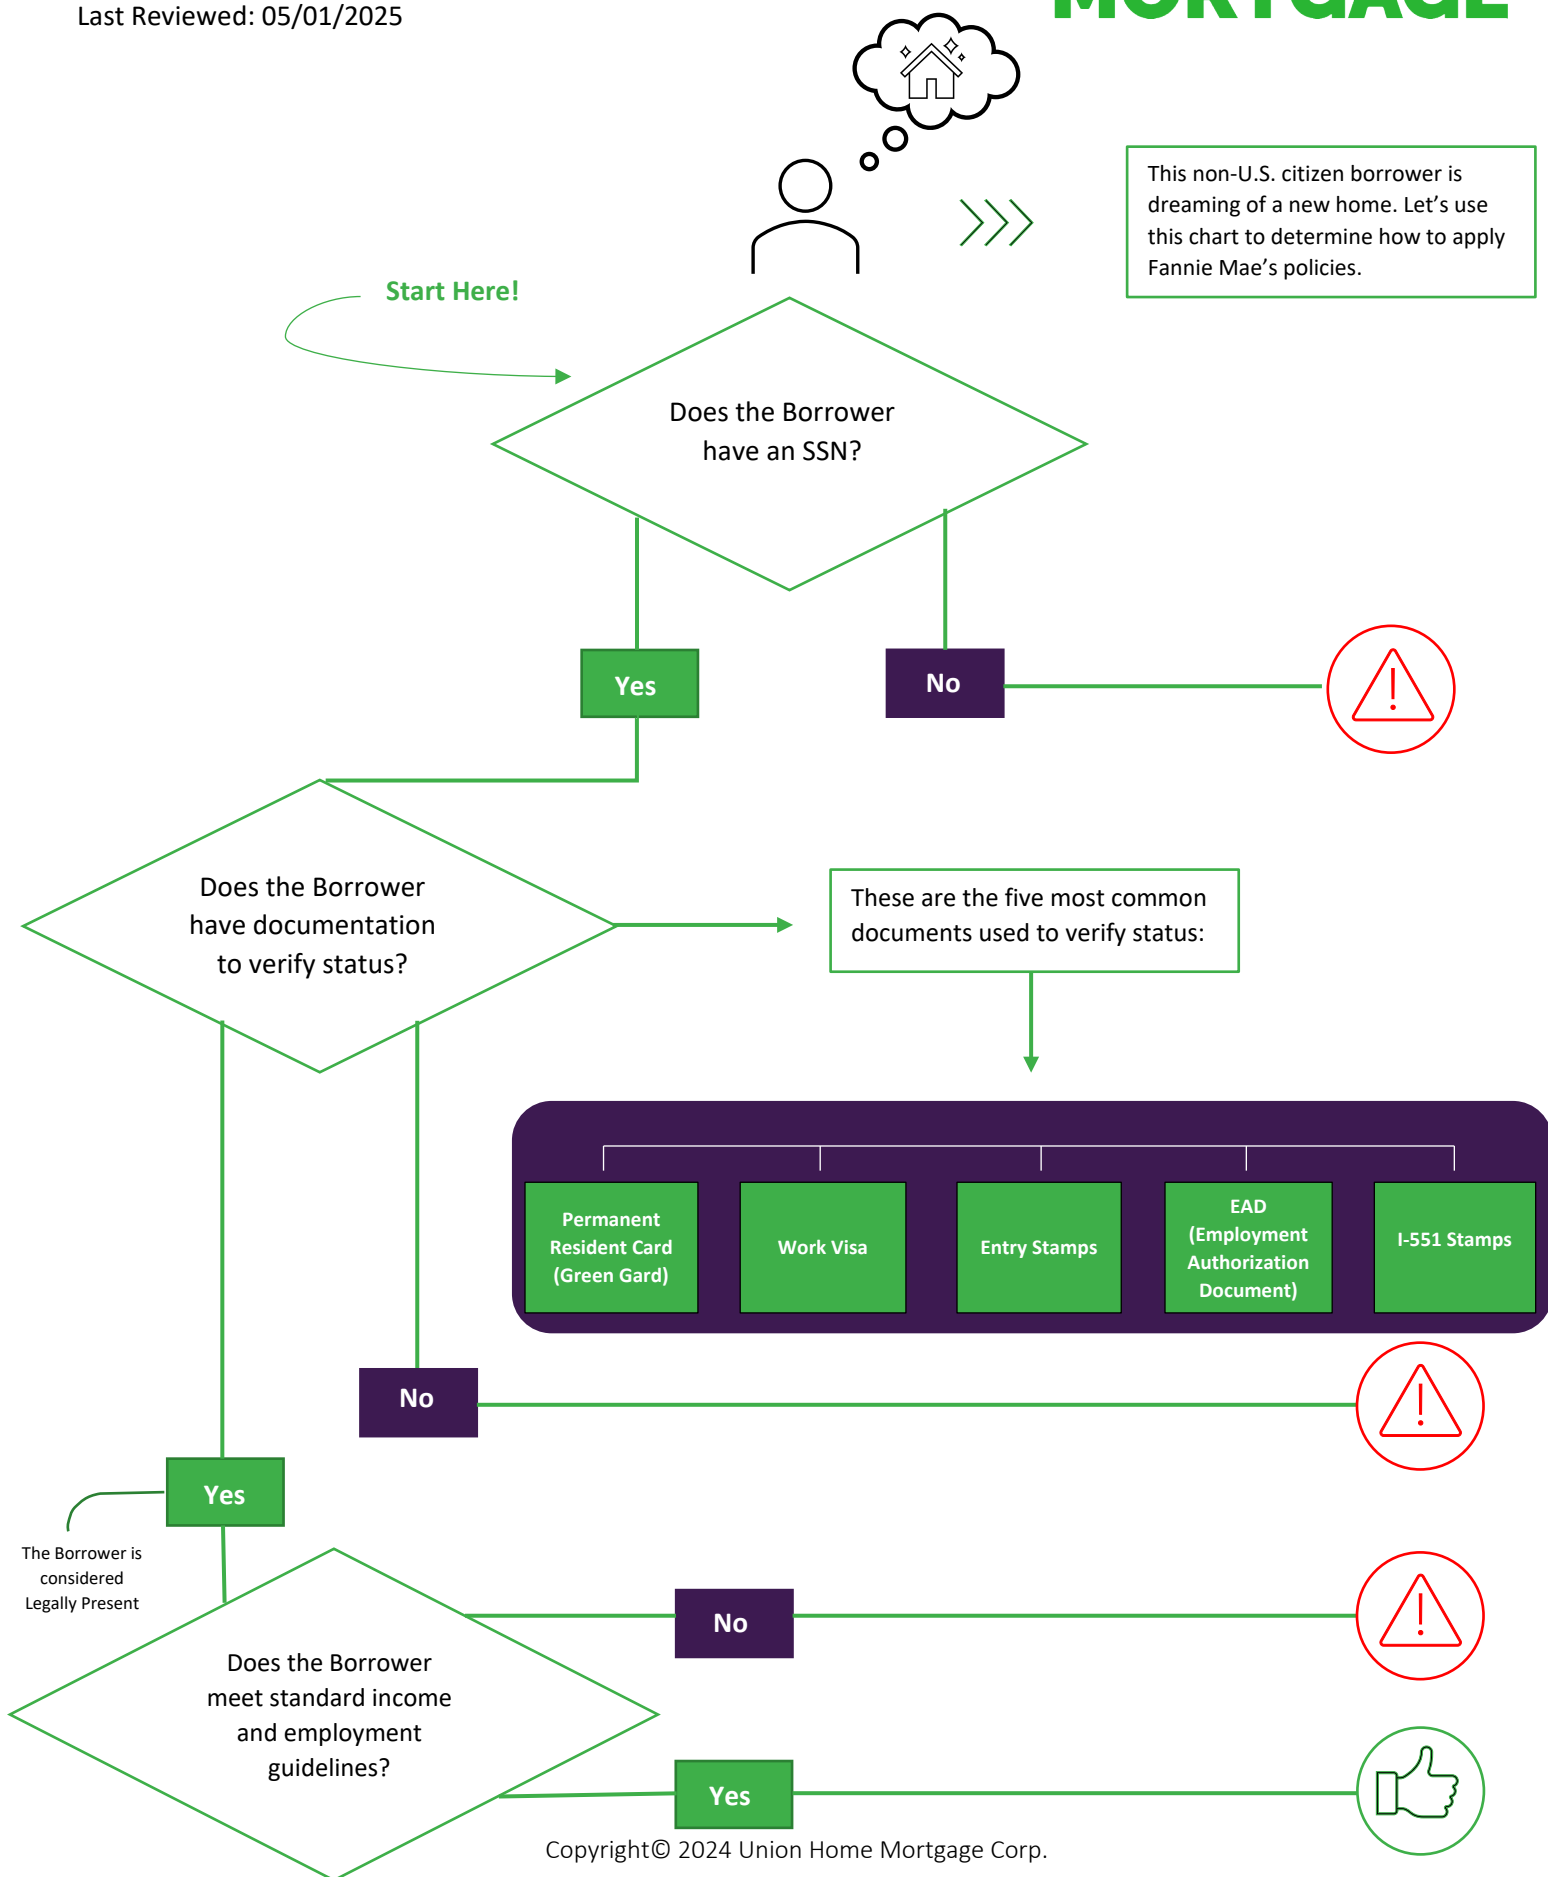 Last Reviewed: 05/01/2025
MORTGAGE
This non-U.S. citizen borrower is
dreaming of a new home. Let’s use
this chart to determine how to apply
Fannie Mae’s policies.
Start Here!
Does the Borrower
have an SSN?
Yes
No
Does the Borrower
have documentation
to verify status?
These are the five most common
documents used to verify status:
Permanent
Resident Card
(Green Gard)
Work Visa
Entry Stamps
EAD
(Employment
Authorization
Document)
I-551 Stamps
No
Yes
The Borrower is
considered
Legally Present
Does the Borrower
meet standard income
and employment
guidelines?
No
Yes
Copyright© 2024 Union Home Mortgage Corp.